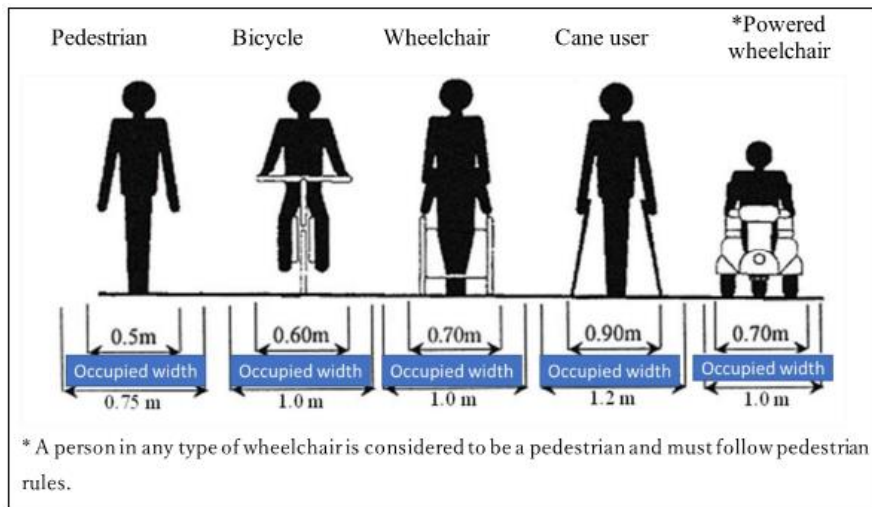 Pedestrian Bicycle Wheelchair Cane user *Powered wheelchair
0.5m 0.60m 0.70m 0.90m 0.70m
Occupied width Occupied width Occupied width Occupied width Occupied width
0.75 m 1.0 m 1.0 m 1.2 m 1.0 m
* A person in any type of wheelchair is considered to be a pedestrian and must follow pedestrian
rules.